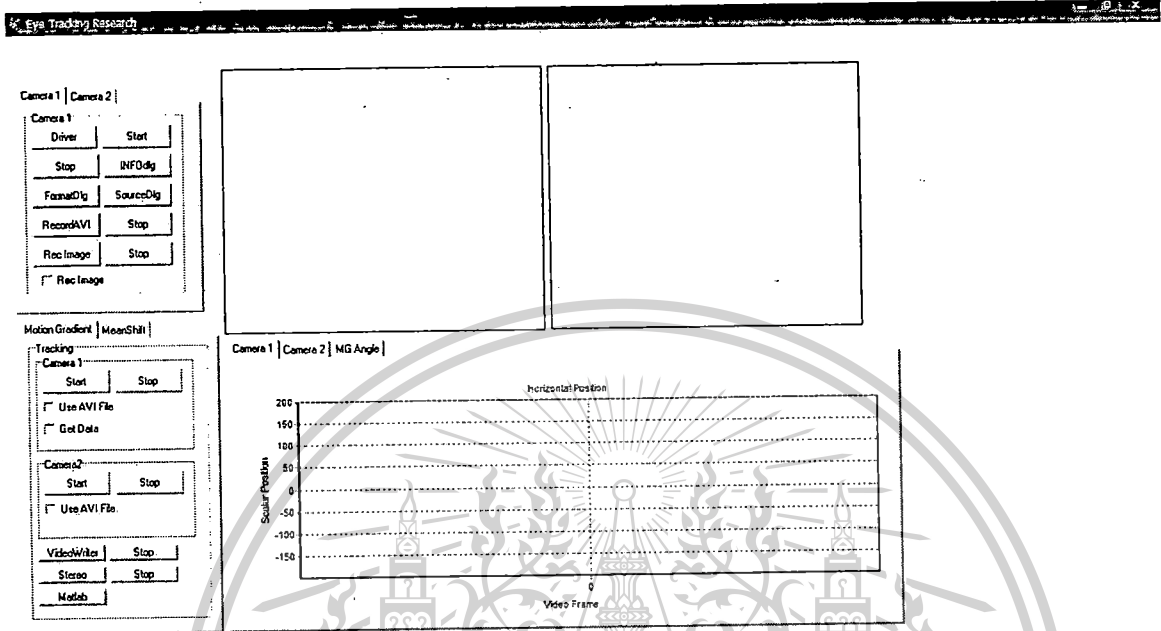 Eye Tracking Research
Camera 1 Camera 2
Camera 1
Driver Start
Stop INFOdlg
FormatDlg SourceDlg
RecordAVI Stop
Rec Image Stop
Rec Image
Motion Gradient MeanShift
Tracking
Camera 1
Start Stop
Use AVI File
Get Data
Camera2
Start Stop
Use AVI File
VideoWriter Stop
Stereo Stop
Matlab
Camera 1 Camera 2 MG Angle
Horizontal Position
200
150
100
50
0
-50
-100
-150
Scalar Position
0
Video Frame